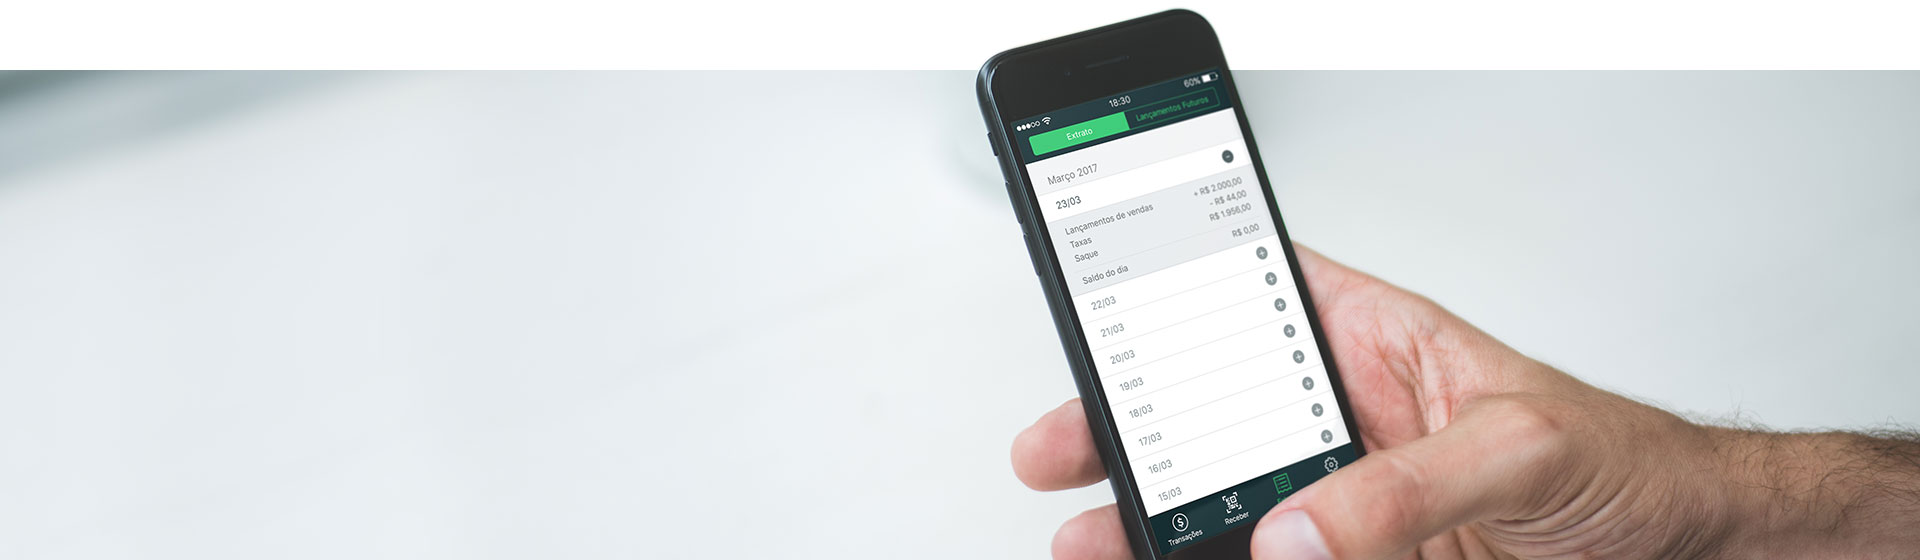 18:30
60%
Extrato
Lançamentos Futuros
Março 2017
23/03
Lançamentos de vendas + R$ 2.000,00
Taxas - R$ 44,00
Saque R$ 1.956,00
Saldo do dia R$ 0,00
22/03
21/03
20/03
19/03
18/03
17/03
16/03
15/03
Transações
Receber